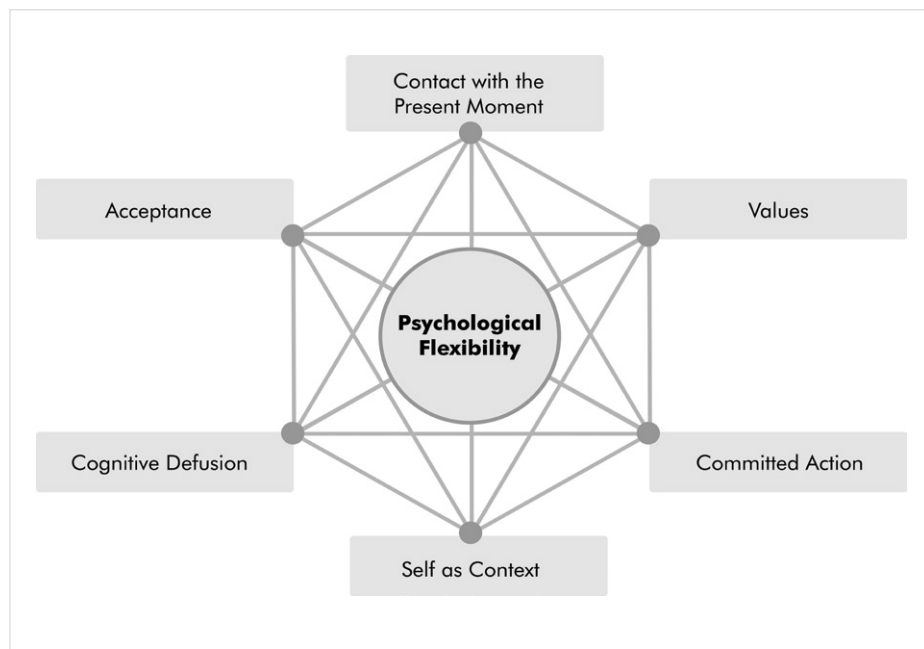 Contact with the
Present Moment
Acceptance
Values
Psychological
Flexibility
Cognitive Defusion
Committed Action
Self as Context